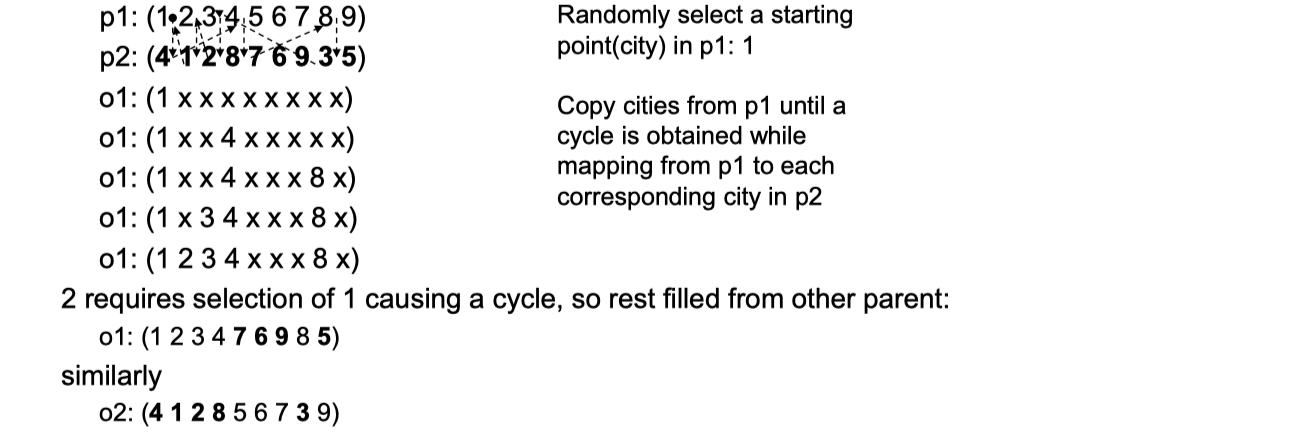 p1: (1 2 3 4 5 6 7 8 9)
p2: (4 1 2 8 7 6 9 3 5)
o1: (1 x x x x x x x x)
o1: (1 x x 4 x x x x x)
o1: (1 x x 4 x x x 8 x)
o1: (1 x 3 4 x x x 8 x)
o1: (1 2 3 4 x x x 8 x)
Randomly select a starting
point(city) in p1: 1
Copy cities from p1 until a
cycle is obtained while
mapping from p1 to each
corresponding city in p2
2 requires selection of 1 causing a cycle, so rest filled from other parent:
o1: (1 2 3 4 7 6 9 8 5)
similarly
o2: (4 1 2 8 5 6 7 3 9)